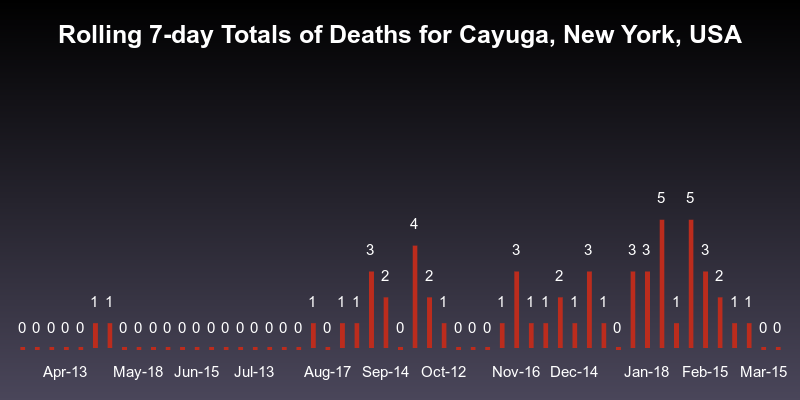 Rolling 7-day Totals of Deaths for Cayuga, New York, USA
5 5
4
3 3 3 3 3 3
2 2 2 2
1 1 1 1 1 1 1 1 1 1 1 1 1 1
0 0 0 0 0 0 0 0 0 0 0 0 0 0 0 0 0 0 0 0 0 0 0 0 0 0
Apr-13 May-18 Jun-15 Jul-13 Aug-17 Sep-14 Oct-12 Nov-16 Dec-14 Jan-18 Feb-15 Mar-15